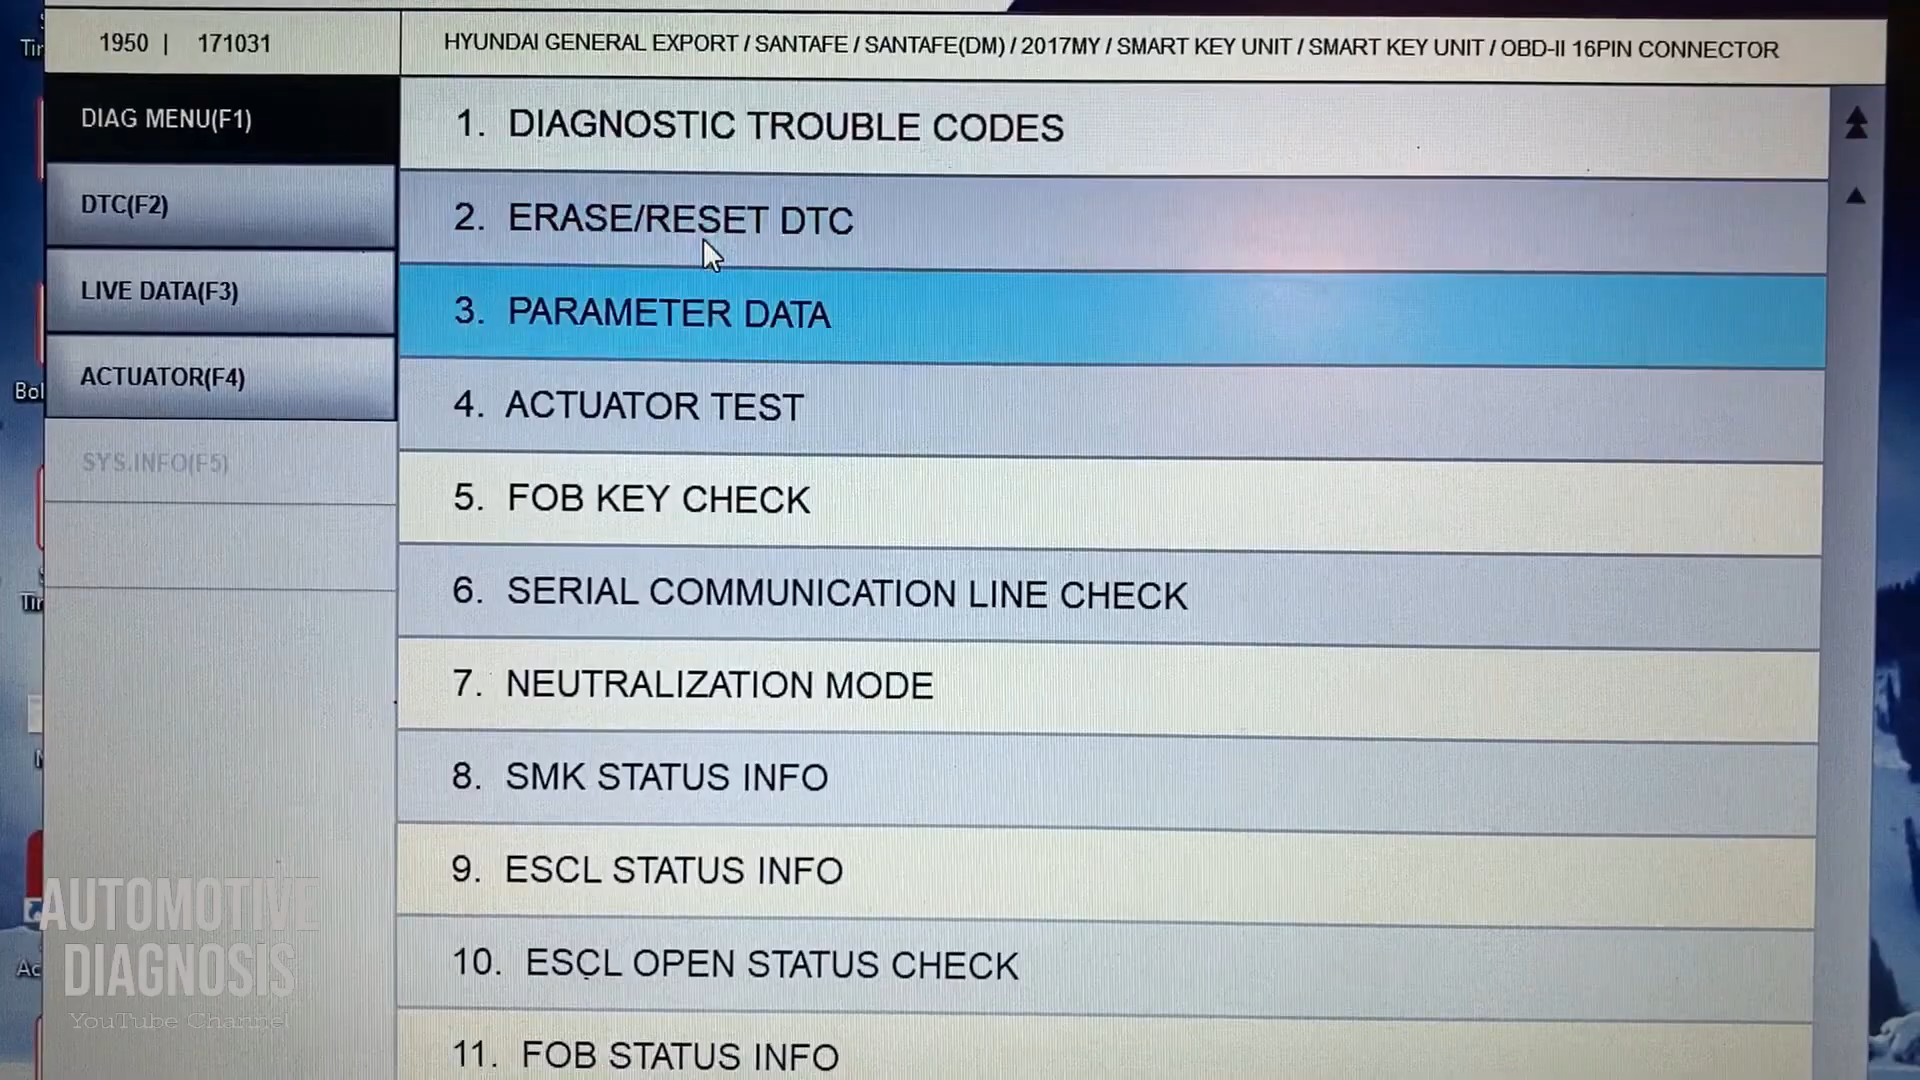 1950 | 171031
HYUNDAI GENERAL EXPORT / SANTAFE / SANTAFE(DM) / 2017MY / SMART KEY UNIT / SMART KEY UNIT / OBD-II 16PIN CONNECTOR
DIAG MENU(F1)
DTC(F2)
LIVE DATA(F3)
ACTUATOR(F4)
SYS.INFO(F5)
1. DIAGNOSTIC TROUBLE CODES
2. ERASE/RESET DTC
3. PARAMETER DATA
4. ACTUATOR TEST
5. FOB KEY CHECK
6. SERIAL COMMUNICATION LINE CHECK
7. NEUTRALIZATION MODE
8. SMK STATUS INFO
9. ESCL STATUS INFO
10. ESCL OPEN STATUS CHECK
11. FOB STATUS INFO
AUTOMOTIVE
DIAGNOSIS
YouTube Channel